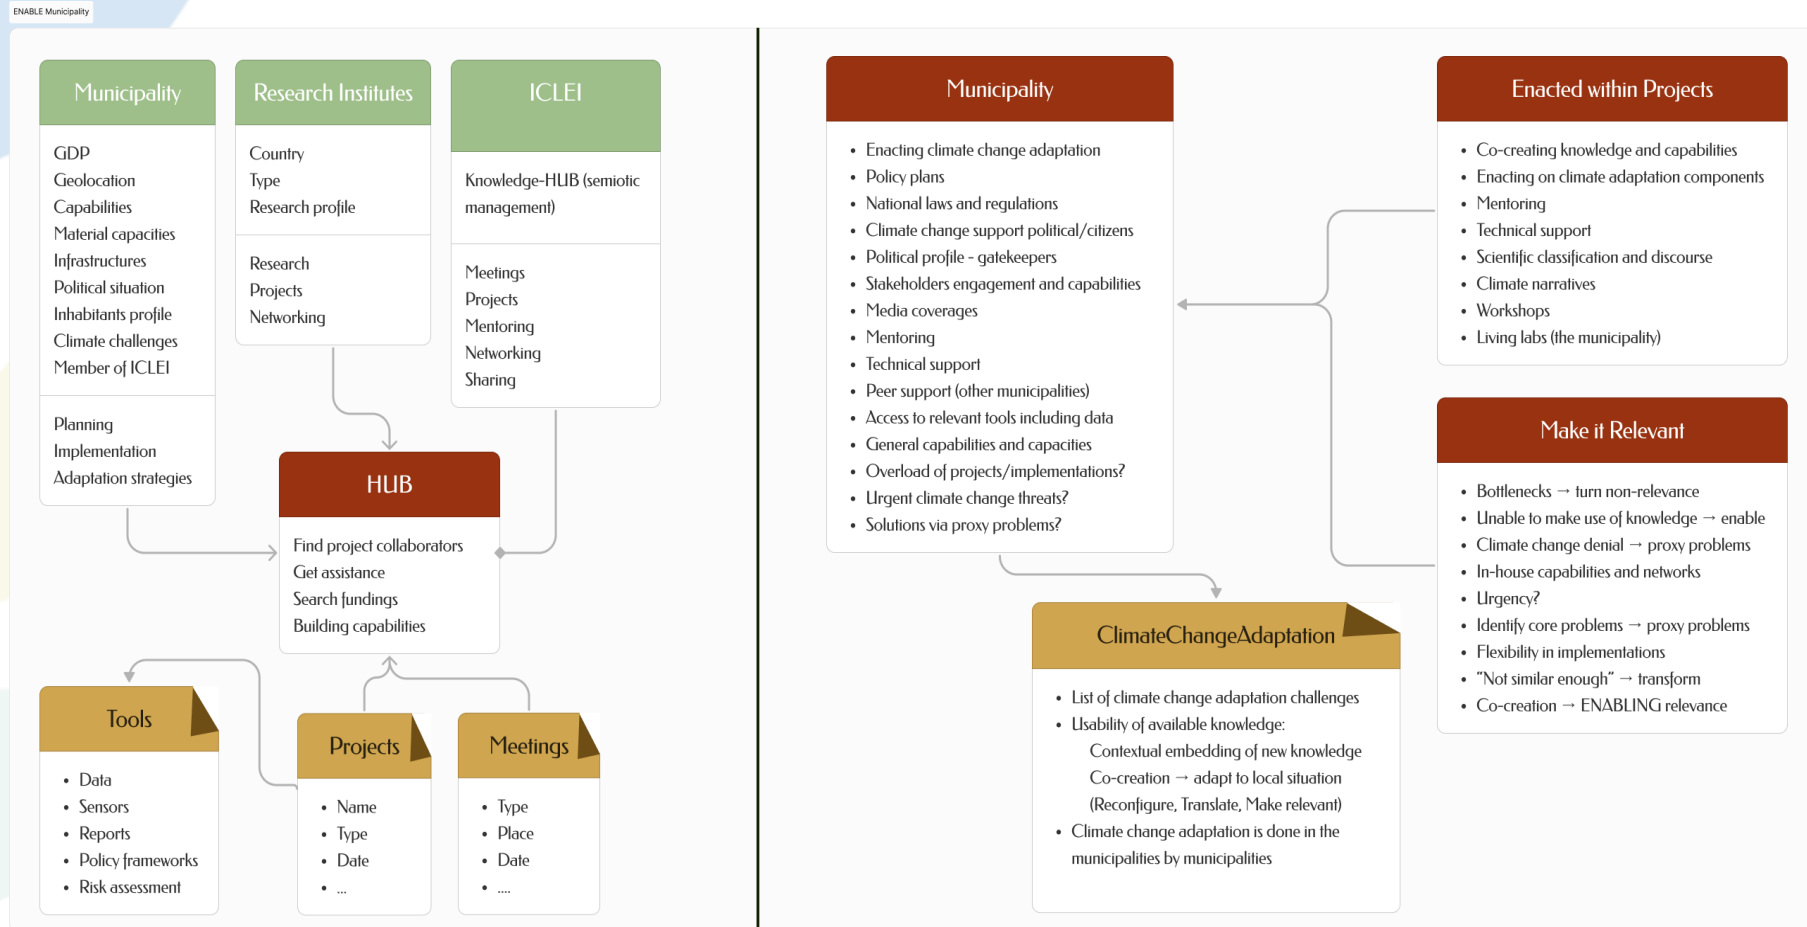 ENABLE Municipality
Municipality
GDP
Geolocation
Capabilities
Material capacities
Infrastructures
Political situation
Inhabitants profile
Climate challenges
Member of ICLEI
Planning
Implementation
Adaptation strategies
Research Institutes
Country
Type
Research profile
Research
Projects
Networking
ICLEI
Knowledge-HUB (semiotic
management)
Meetings
Projects
Mentoring
Networking
Sharing
HUB
Find project collaborators
Get assistance
Search fundings
Building capabilities
Tools
• Data
• Sensors
• Reports
• Policy frameworks
• Risk assessment
Projects
• Name
• Type
• Date
• ...
Meetings
• Type
• Place
• Date
• ....
Municipality
• Enacting climate change adaptation
• Policy plans
• National laws and regulations
• Climate change support political/citizens
• Political profile - gatekeepers
• Stakeholders engagement and capabilities
• Media coverages
• Mentoring
• Technical support
• Peer support (other municipalities)
• Access to relevant tools including data
• General capabilities and capacities
• Overload of projects/implementations?
• Urgent climate change threats?
• Solutions via proxy problems?
ClimateChangeAdaptation
• List of climate change adaptation challenges
• Usability of available knowledge:
Contextual embedding of new knowledge
Co-creation → adapt to local situation
(Reconfigure, Translate, Make relevant)
• Climate change adaptation is done in the
municipalities by municipalities
Enacted within Projects
• Co-creating knowledge and capabilities
• Enacting on climate adaptation components
• Mentoring
• Technical support
• Scientific classification and discourse
• Climate narratives
• Workshops
• Living labs (the municipality)
Make it Relevant
• Bottlenecks → turn non-relevance
• Unable to make use of knowledge → enable
• Climate change denial → proxy problems
• In-house capabilities and networks
• Urgency?
• Identify core problems → proxy problems
• Flexibility in implementations
• "Not similar enough" → transform
• Co-creation → ENABLING relevance